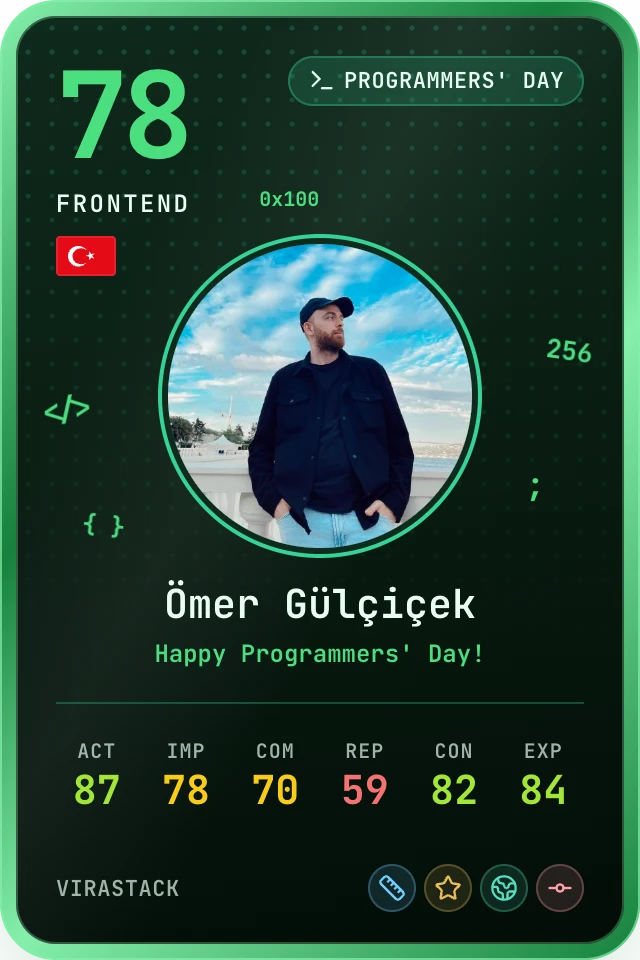 78
>_ PROGRAMMERS' DAY
FRONTEND
0x100
256
</>
;
{ }
Ömer Gülçiçek
Happy Programmers' Day!
ACT IMP COM REP CON EXP
87 78 70 59 82 84
VIRASTACK